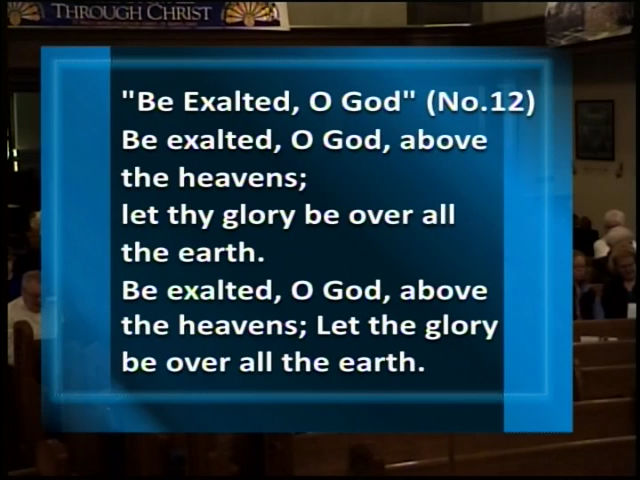 THROUGH CHRIST
"Be Exalted, O God" (No.12)
Be exalted, O God, above
the heavens;
let thy glory be over all
the earth.
Be exalted, O God, above
the heavens; Let the glory
be over all the earth.